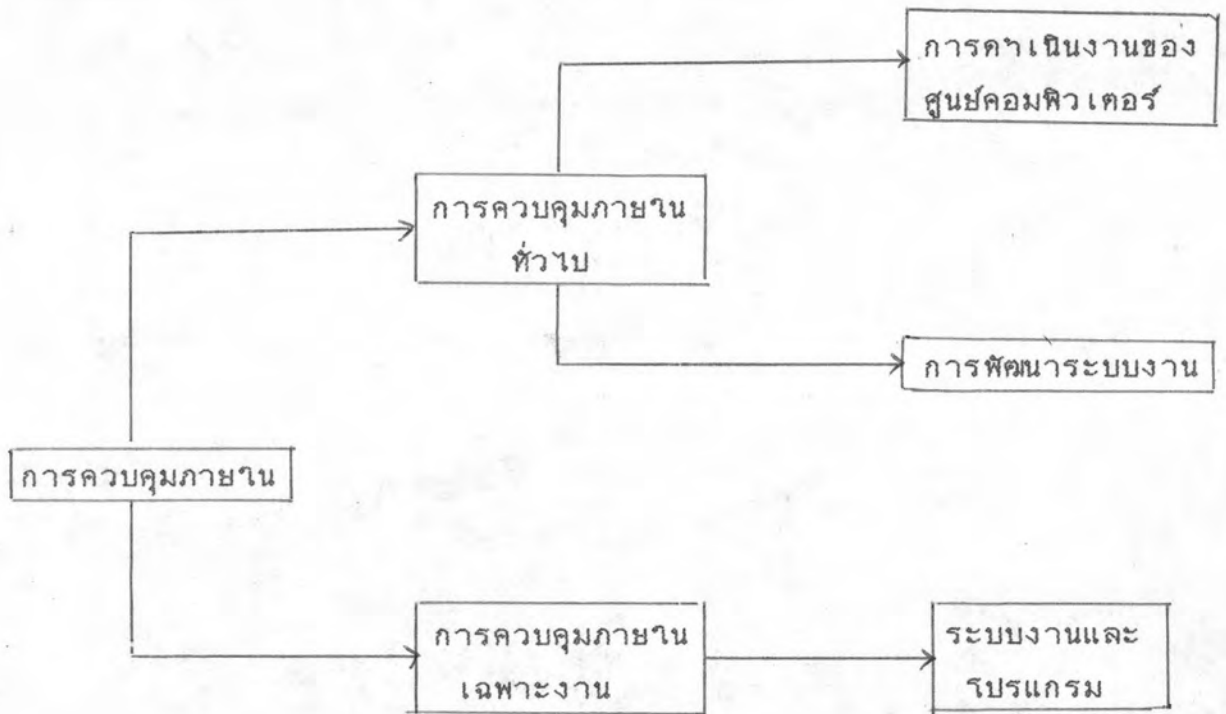 การดำเนินงานของ
ศูนย์คอมพิวเตอร์
การควบคุมภายใน
ทั่วไป
การพัฒนาระบบงาน
การควบคุมภายใน
การควบคุมภายใน
เฉพาะงาน
ระบบงานและ
โปรแกรม